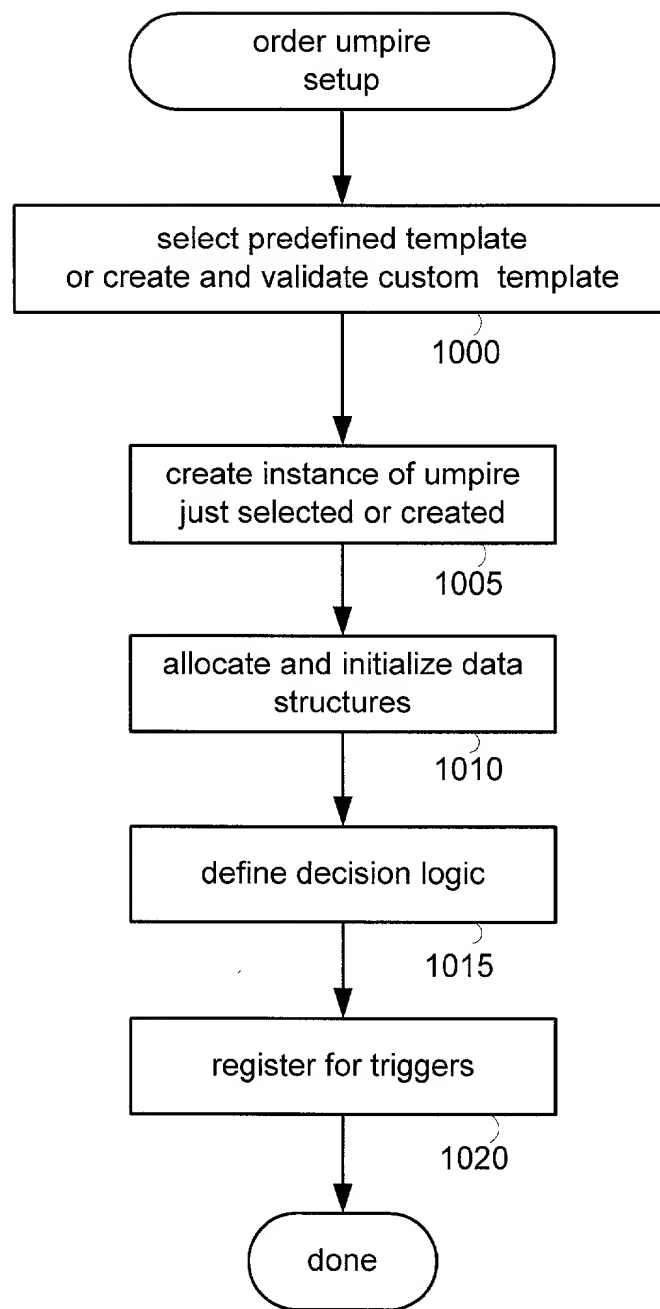 order umpire
setup
select predefined template
or create and validate custom template
1000
create instance of umpire
just selected or created
1005
allocate and initialize data
structures
1010
define decision logic
1015
register for triggers
1020
done